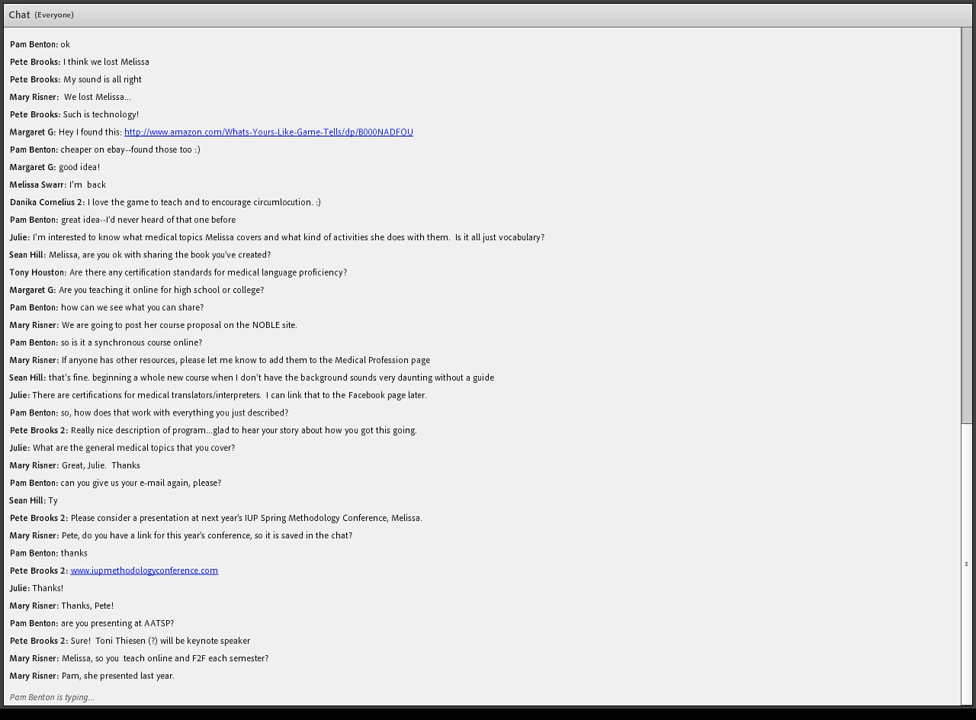 Chat (Everyone)
Pam Benton: ok
Pete Brooks: I think we lost Melissa
Pete Brooks: My sound is all right
Mary Risner: We lost Melissa...
Pete Brooks: Such is technology!
Margaret G: Hey I found this: http://www.amazon.com/Whats-Yours-Like-Game-Tells/dp/B000NADFOU
Pam Benton: cheaper on ebay--found those too :)
Margaret G: good idea!
Melissa Swarr: I'm back
Danika Cornelius 2: I love the game to teach and to encourage circumlocution. :)
Pam Benton: great idea--I'd never heard of that one before
Julie: I'm interested to know what medical topics Melissa covers and what kind of activities she does with them. Is it all just vocabulary?
Sean Hill: Melissa, are you ok with sharing the book you've created?
Tony Houston: Are there any certification standards for medical language proficiency?
Margaret G: Are you teaching it online for high school or college?
Pam Benton: how can we see what you can share?
Mary Risner: We are going to post her course proposal on the NOBLE site.
Pam Benton: so is it a synchronous course online?
Mary Risner: If anyone has other resources, please let me know to add them to the Medical Profession page
Sean Hill: that's fine. beginning a whole new course when I don't have the background sounds very daunting without a guide
Julie: There are certifications for medical translators/interpreters. I can link that to the Facebook page later.
Pam Benton: so, how does that work with everything you just described?
Pete Brooks 2: Really nice description of program...glad to hear your story about how you got this going.
Julie: What are the general medical topics that you cover?
Mary Risner: Great, Julie. Thanks
Pam Benton: can you give us your e-mail again, please?
Sean Hill: Ty
Pete Brooks 2: Please consider a presentation at next year's IUP Spring Methodology Conference, Melissa.
Mary Risner: Pete, do you have a link for this year's conference, so it is saved in the chat?
Pam Benton: thanks
Pete Brooks 2: www.iupmethodologyconference.com
Julie: Thanks!
Mary Risner: Thanks, Pete!
Pam Benton: are you presenting at AATSP?
Pete Brooks 2: Sure! Toni Thiesen (?) will be keynote speaker
Mary Risner: Melissa, so you teach online and F2F each semester?
Mary Risner: Pam, she presented last year.
Pam Benton is typing...